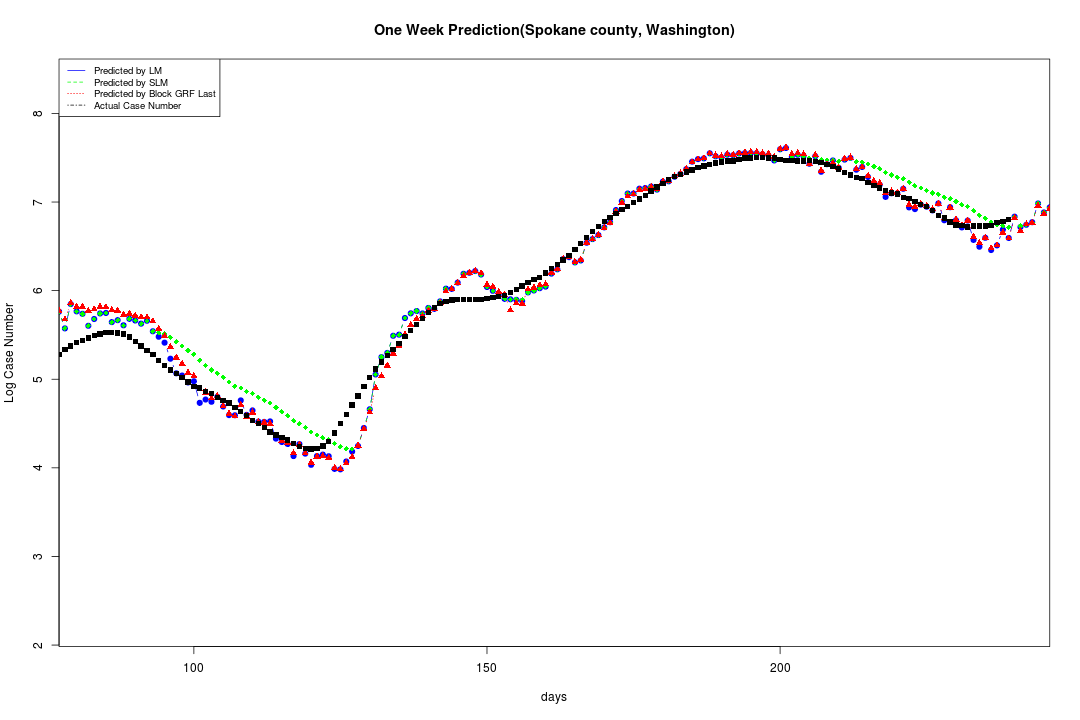 One Week Prediction(Spokane county, Washington)
Predicted by LM
Predicted by SLM
Predicted by Block GRF Last
Actual Case Number
8
7
6
5
4
3
2
Log Case Number
100 150 200
days